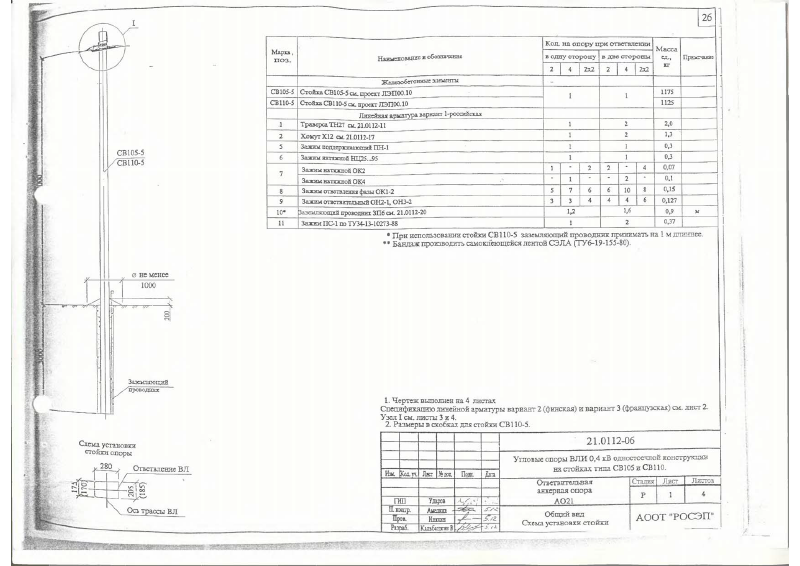 26
I
СВ105-5
СВ110-5
не менее
1000
200
Заземляющий
проводник
Схема установки
стойки опоры
280
Ответвление ВЛ
175
(170)
205
(185)
Ось трассы ВЛ
Марка, поз. Наименование и обозначение Кол. на опору при ответвлении Масса ед., кг Примечание
в одну сторону в две стороны
2 4 2х2 2 4 2х2
Железобетонные элементы -
СВ105-5 Стойка СВ105-5 см. проект ЛЭП00.10 1 1 1175
СВ110-5 Стойка СВ110-5 см. проект ЛЭП00.10 1125
Линейная арматура вариант 1-российская
1 Траверса ТН27 см. 21.0112-11 1 2 2,0
2 Хомут Х12 см. 21.0112-17 1 2 1,3
5 Зажим поддерживающий ПН-1 1 1 0,3
6 Зажим натяжной НЦ25...95 1 1 0,3
7 Зажим натяжной ОК2 1 - 2 2 - 4 0,07
Зажим натяжной ОК4 - 1 - - 2 - 0,1
8 Зажим ответвления фазы ОК1-2 5 7 6 6 10 8 0,15
9 Зажим ответвительный ОН2-1, ОН3-2 3 3 4 4 4 6 0,127
10* Заземляющий проводник ЗП6 см. 21.0112-20 1,2 1,6 0,9 м
11 Зажим ПС-1 по ТУ34-13-10273-88 1 2 0,37
* При использовании стойки СВ110-5 заземляющий проводник принимать на 1 м длиннее.
** Бандаж производить самоклеющейся лентой СЭЛА (ТУ6-19-155-80).
1. Чертеж выполнен на 4 листах
Спецификацию линейной арматуры вариант 2 (финская) и вариант 3 (французская) см. лист 2.
Узел I см. листы 3 и 4.
2. Размеры в скобках для стойки СВ110-5.
21.0112-06
Угловые опоры ВЛИ 0,4 кВ одностоечной конструкции
на стойках типа СВ105 и СВ110.
Изм. Кол.уч. Лист № док. Подп. Дата
Ответвительная
анкерная опора
АО21
Стадия Лист Листов
Р 1 4
ГИП Ударов
Н. контр.
Пров.
Разраб.
Общий вид
Схема установки стойки
АООТ "РОСЭП"